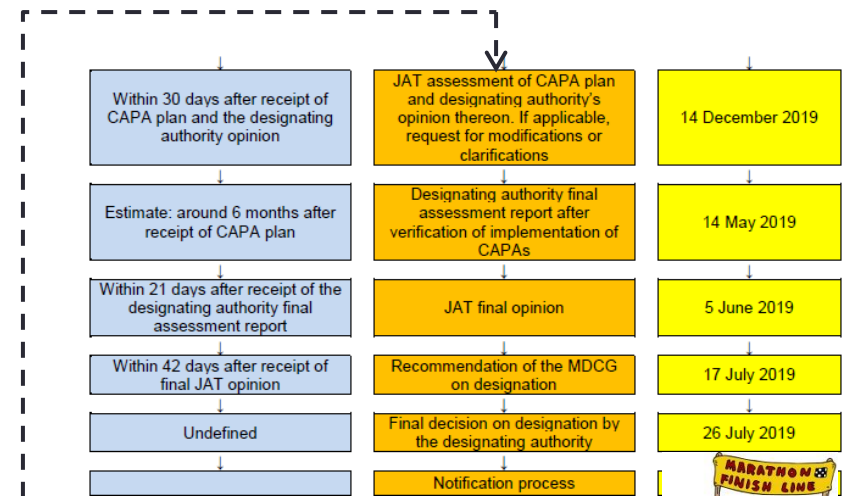 Within 30 days after receipt of
CAPA plan and the designating
authority opinion
JAT assessment of CAPA plan
and designating authority's
opinion thereon. If applicable,
request for modifications or
clarifications
14 December 2019
Estimate: around 6 months after
receipt of CAPA plan
Designating authority final
assessment report after
verification of implementation of
CAPAs
14 May 2019
Within 21 days after receipt of the
designating authority final
assessment report
JAT final opinion
5 June 2019
Within 42 days after receipt of
final JAT opinion
Recommendation of the MDCG
on designation
17 July 2019
Undefined
Final decision on designation by
the designating authority
26 July 2019
Notification process
MARATHON
FINISH LINE